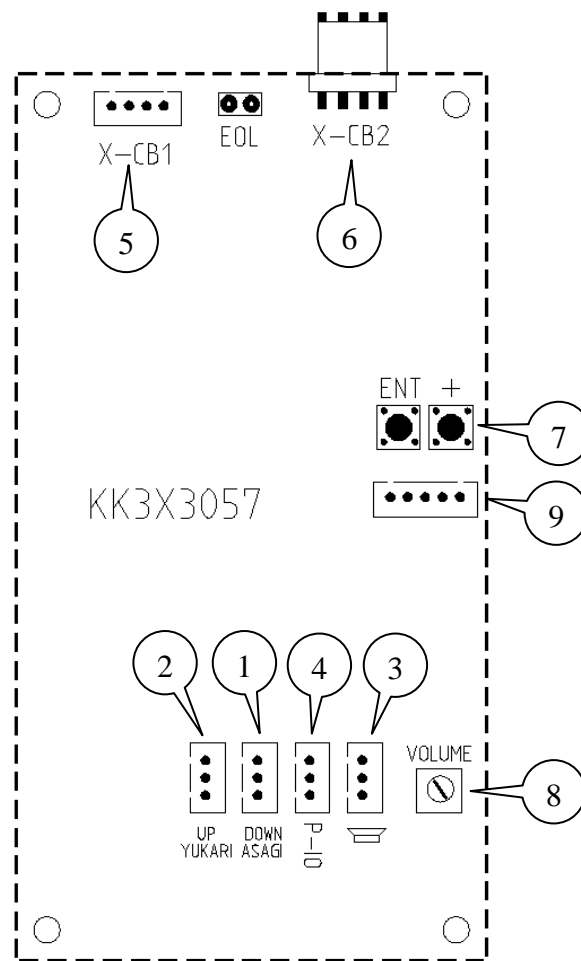 EOL
X-CB1
X-CB2
5
6
ENT +
7
KK3X3057
9
2
1
4
3
VOLUME
8
UP
YUKARI
DOWN
ASAGI
P-IO